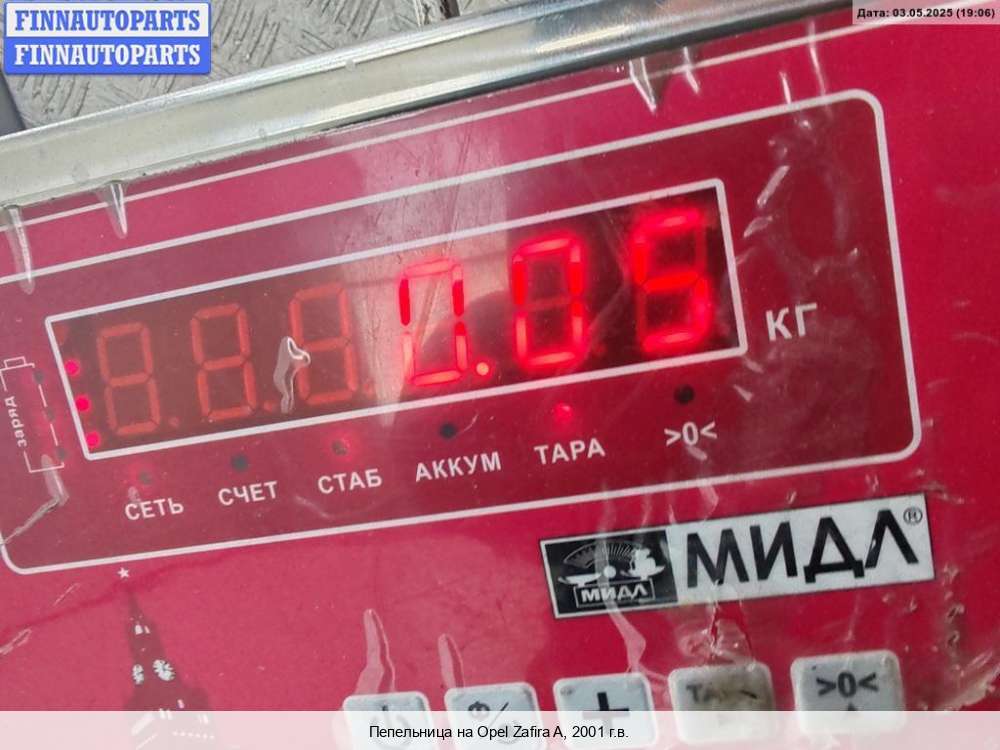 FINNAUTOPARTS
FINNAUTOPARTS
Дата: 03.05.2025 (19:06)
0.05
КГ
заряд
СЕТЬ СЧЕТ СТАБ АККУМ ТАРА >0<
МИДЛ
МИДЛ®
>0<
Пепельница на Opel Zafira A, 2001 г.в.